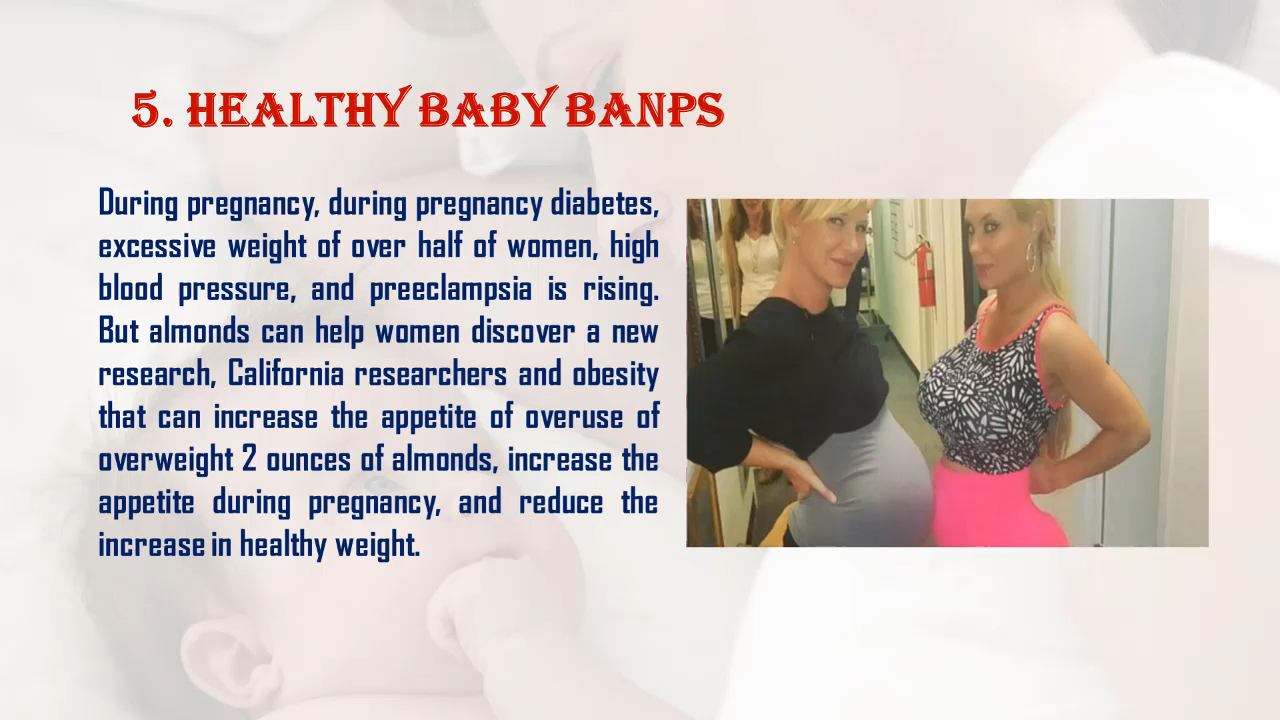 5. HEALTHY BABY BANPS
During pregnancy, during pregnancy diabetes,
excessive weight of over half of women, high
blood pressure, and preeclampsia is rising.
But almonds can help women discover a new
research, California researchers and obesity
that can increase the appetite of overuse of
overweight 2 ounces of almonds, increase the
appetite during pregnancy, and reduce the
increase in healthy weight.